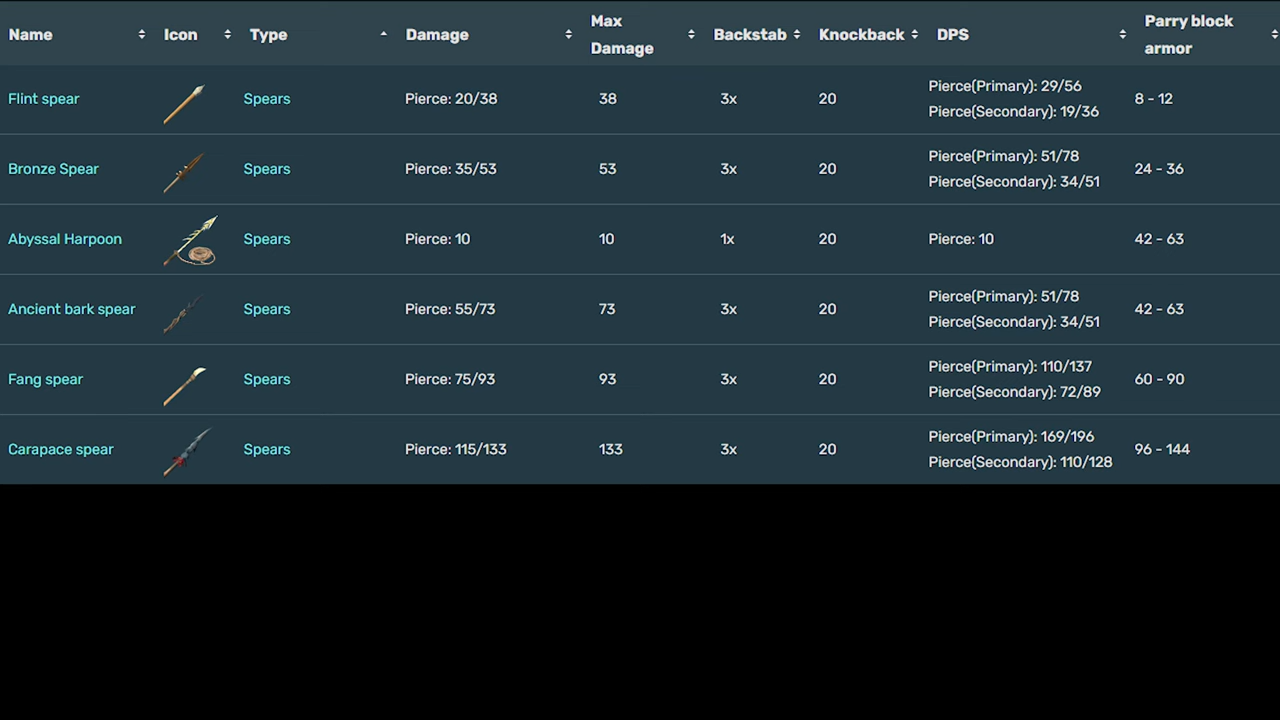 Name Icon Type Damage Max Damage Backstab Knockback DPS Parry block armor
Flint spear Spears Pierce: 20/38 38 3x 20 Pierce(Primary): 29/56 8 - 12
Pierce(Secondary): 19/36
Bronze Spear Spears Pierce: 35/53 53 3x 20 Pierce(Primary): 51/78 24 - 36
Pierce(Secondary): 34/51
Abyssal Harpoon Spears Pierce: 10 10 1x 20 Pierce: 10 42 - 63
Ancient bark spear Spears Pierce: 55/73 73 3x 20 Pierce(Primary): 51/78 42 - 63
Pierce(Secondary): 34/51
Fang spear Spears Pierce: 75/93 93 3x 20 Pierce(Primary): 110/137 60 - 90
Pierce(Secondary): 72/89
Carapace spear Spears Pierce: 115/133 133 3x 20 Pierce(Primary): 169/196 96 - 144
Pierce(Secondary): 110/128